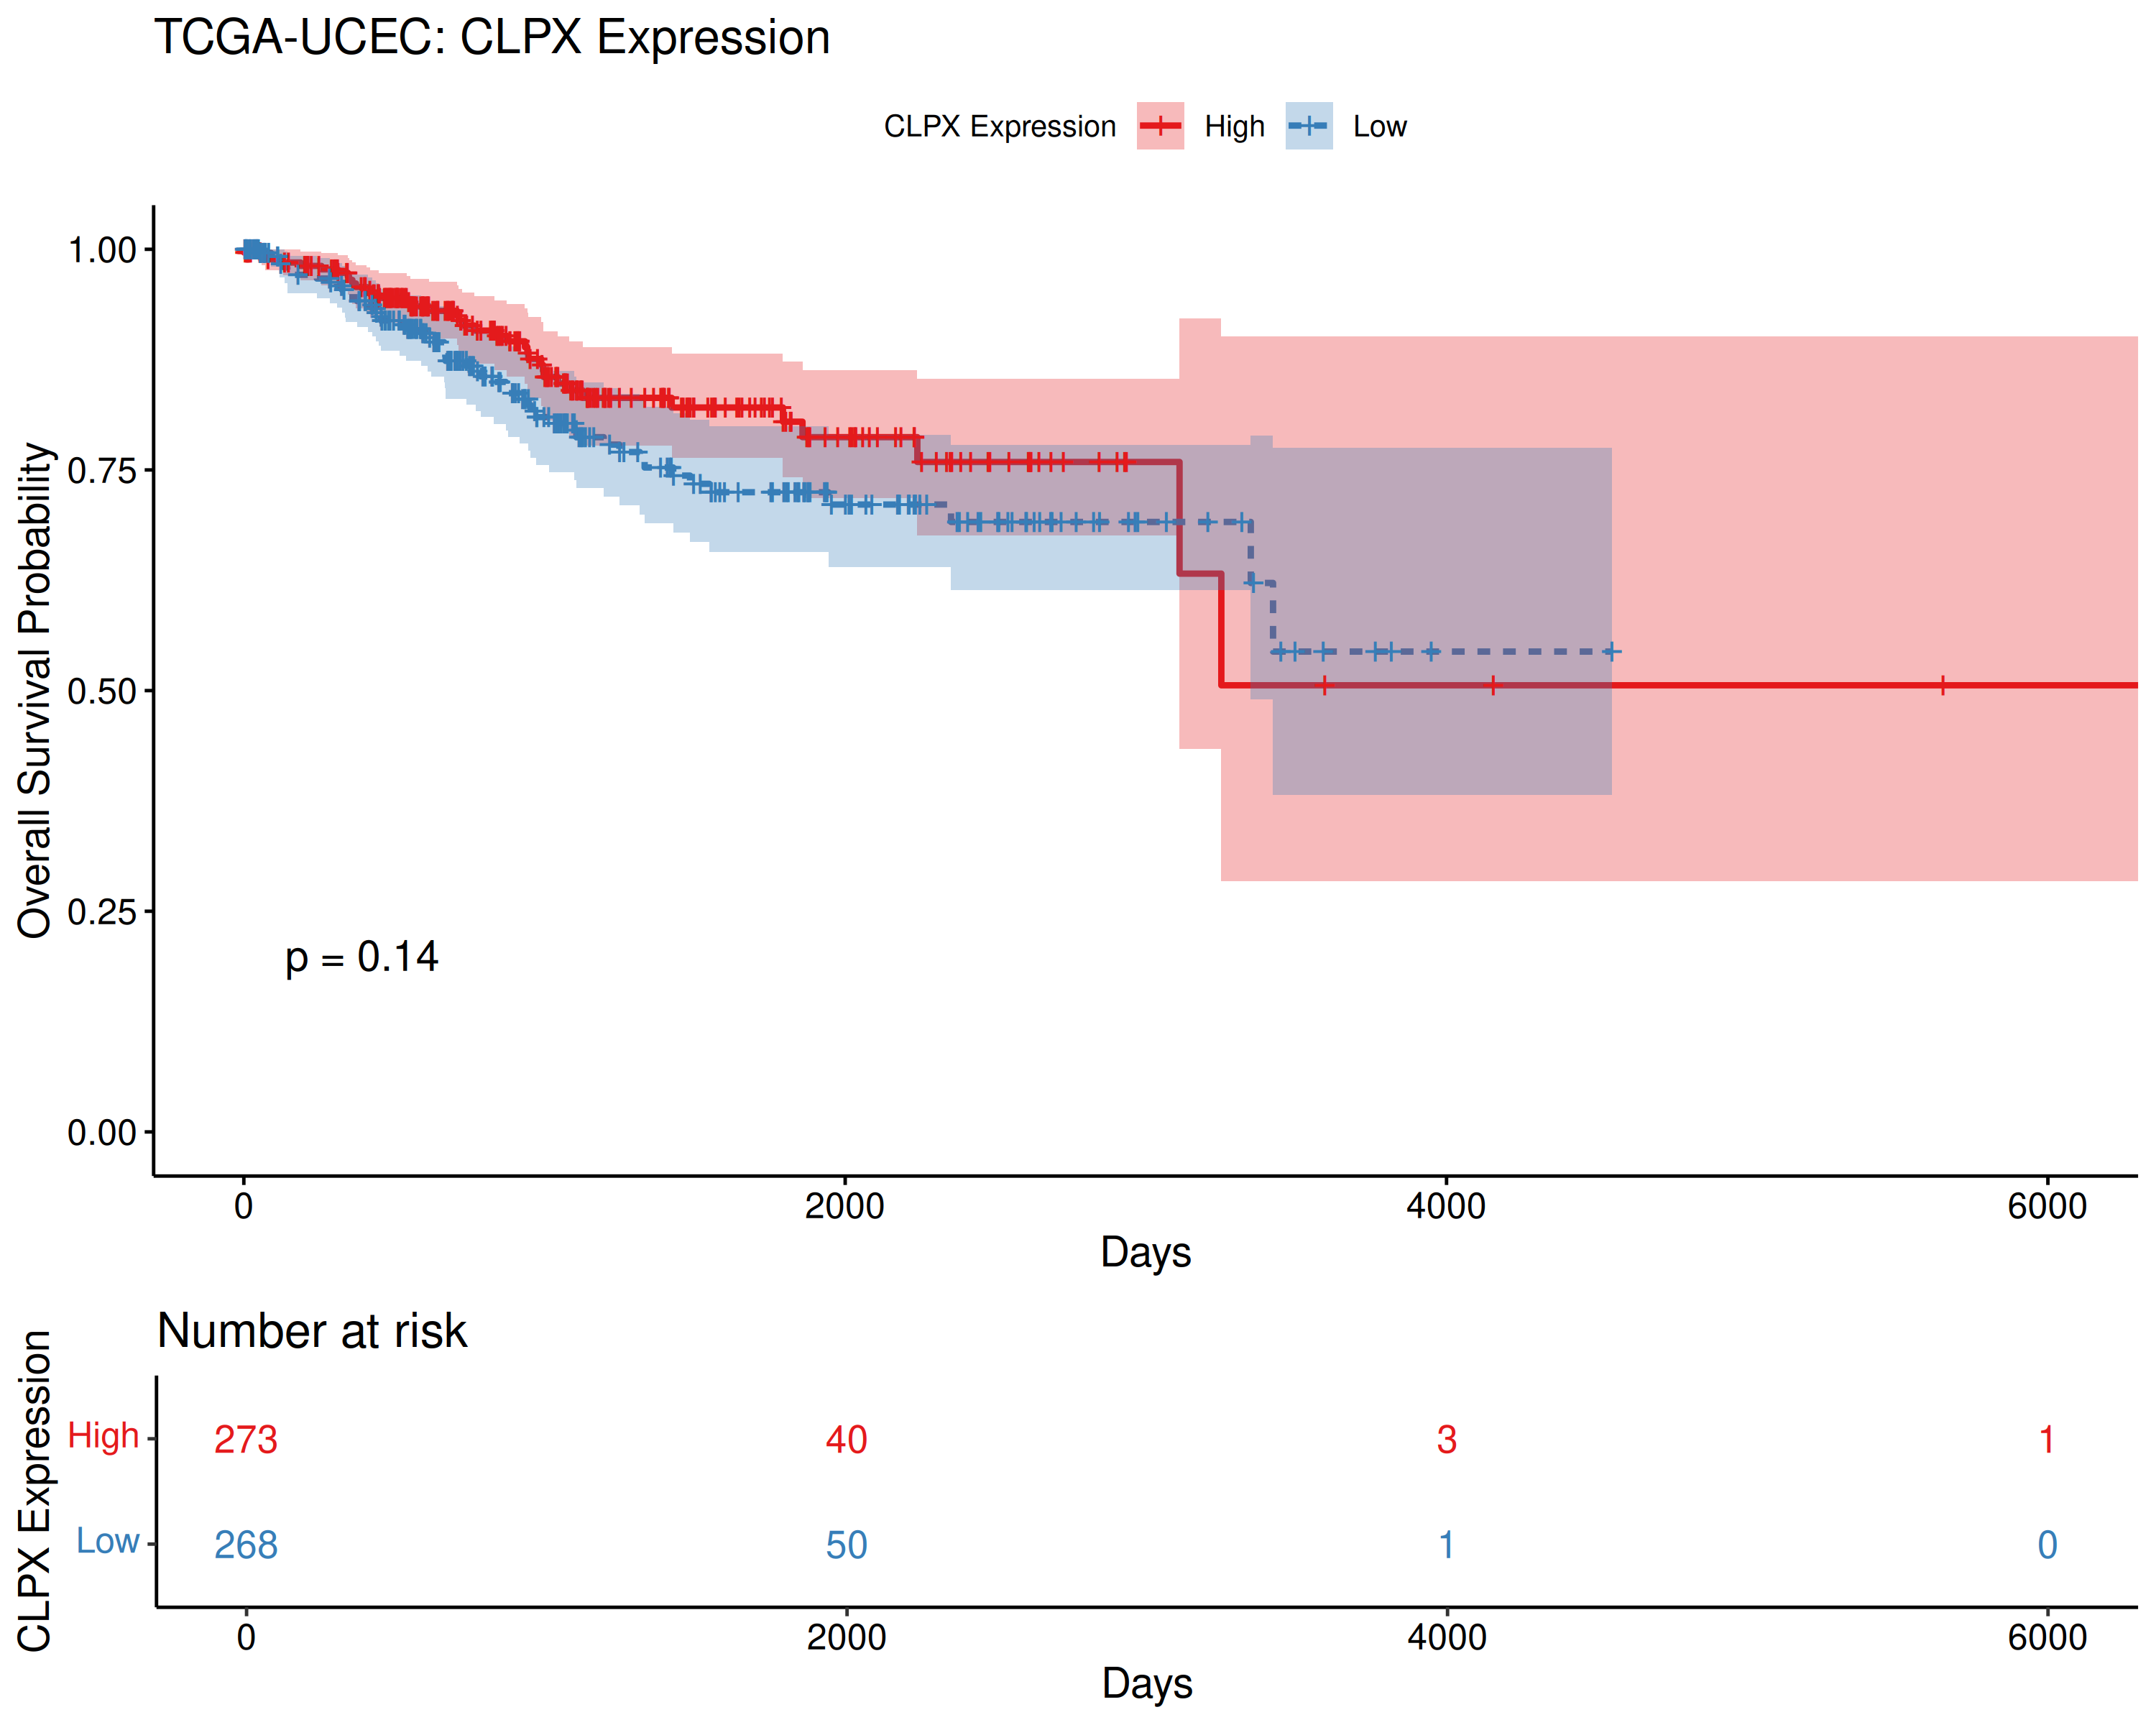 TCGA-UCEC: CLPX Expression
CLPX Expression High Low
Overall Survival Probability
1.00
0.75
0.50
0.25
0.00
p = 0.14
0 2000 4000 6000
Days
Number at risk
CLPX Expression
High 273 40 3 1
Low 268 50 1 0
0 2000 4000 6000
Days